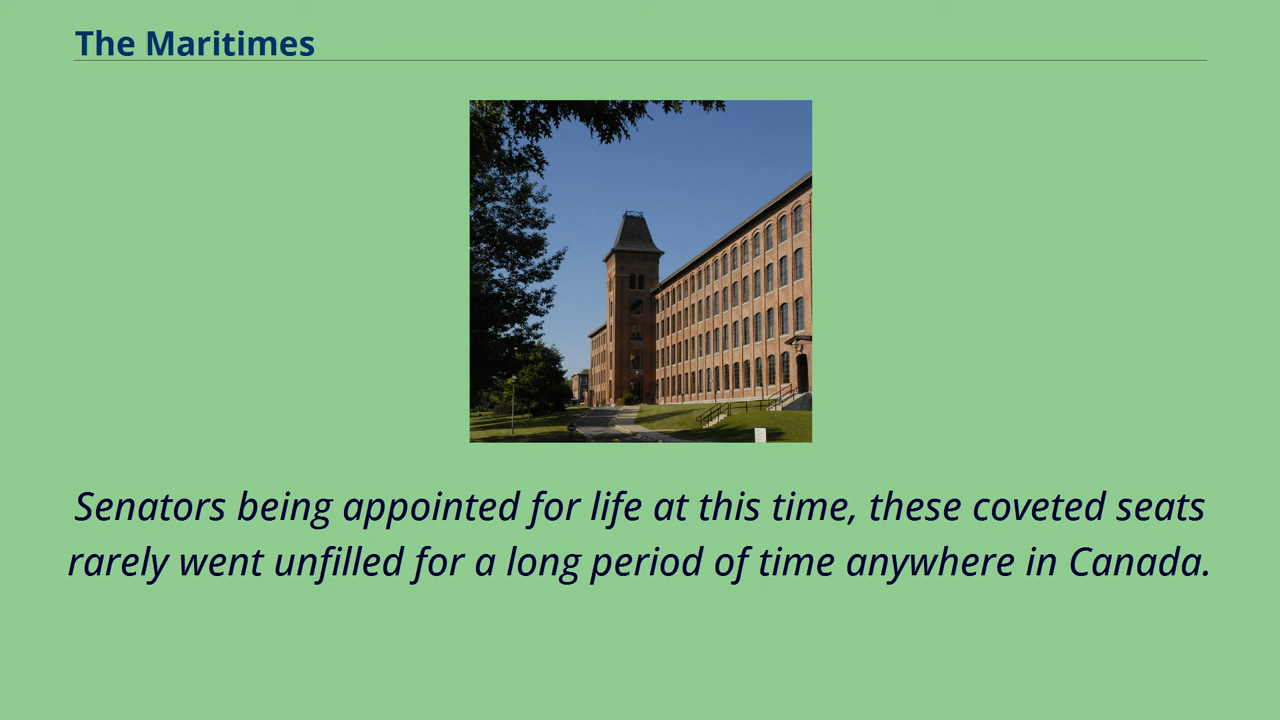 The Maritimes
Senators being appointed for life at this time, these coveted seats
rarely went unfilled for a long period of time anywhere in Canada.